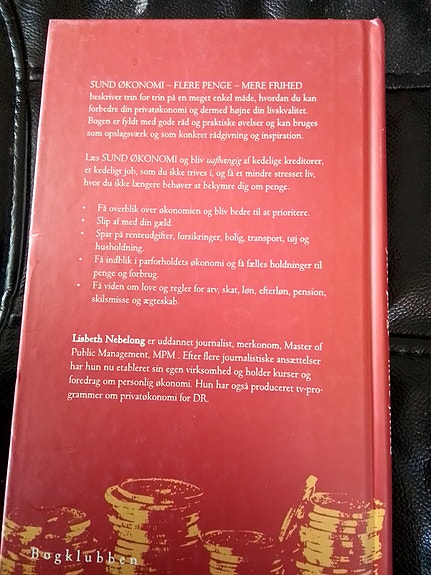 SUND ØKONOMI – FLERE PENGE – MERE FRIHED
beskriver trin for trin på en meget enkel måde, hvordan du kan
forbedre din privatøkonomi og dermed højne din livskvalitet.
Bogen er fyldt med gode råd og praktiske øvelser og kan bruges
som opslagsværk og som konkret rådgivning og inspiration.
Læs SUND ØKONOMI og bliv uafhængig af kedelige kreditorer,
et kedeligt job, som du ikke trives i, og få et mindre stresset liv,
hvor du ikke længere behøver at bekymre dig om penge.
• Få overblik over økonomien og bliv bedre til at prioritere.
• Slip af med din gæld.
• Spar på renteudgifter, forsikringer, bolig, transport, tøj og
husholdning.
• Få indblik i parforholdets økonomi og få fælles holdninger til
penge og forbrug.
• Få viden om love og regler for arv, skat, løn, efterløn, pension,
skilsmisse og ægteskab.
Lisbeth Nebelong er uddannet journalist, merkonom, Master of
Public Management, MPM . Efter flere journalistiske ansættelser
har hun nu etableret sin egen virksomhed og holder kurser og
foredrag om personlig økonomi. Hun har også produceret tv-pro-
grammer om privatøkonomi for DR.
Bogklubben